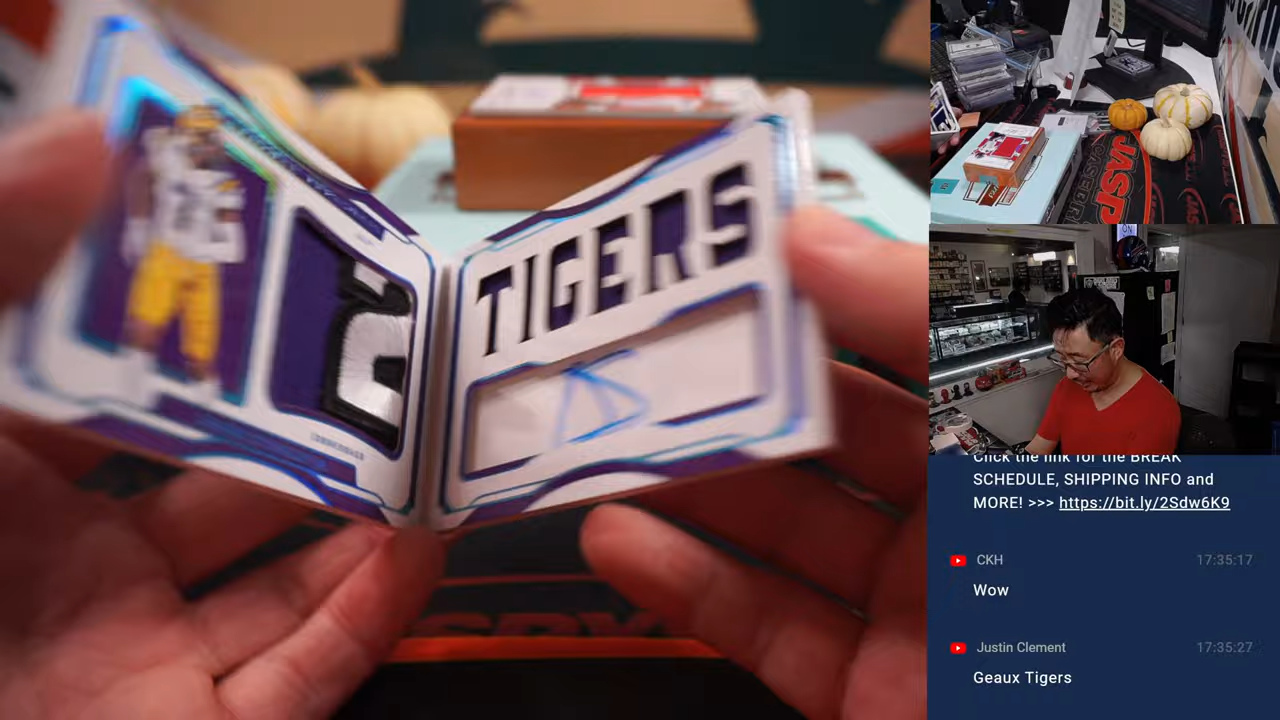 TIGERS
JASP
Click the link for the BREAK
SCHEDULE, SHIPPING INFO and
MORE! >>> https://bit.ly/2Sdw6K9
CKH 17:35:17
Wow
Justin Clement 17:35:27
Geaux Tigers